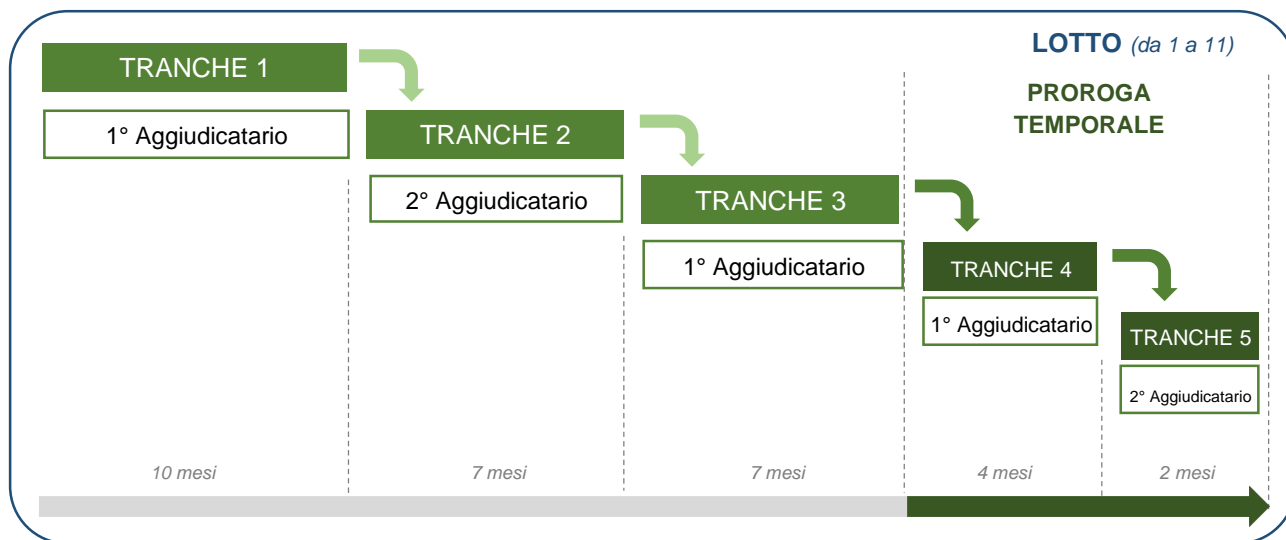 LOTTO (da 1 a 11)
TRANCHE 1
PROROGA
TEMPORALE
1° Aggiudicatario
TRANCHE 2
2° Aggiudicatario
TRANCHE 3
1° Aggiudicatario
TRANCHE 4
1° Aggiudicatario
TRANCHE 5
2° Aggiudicatario
10 mesi
7 mesi
7 mesi
4 mesi
2 mesi